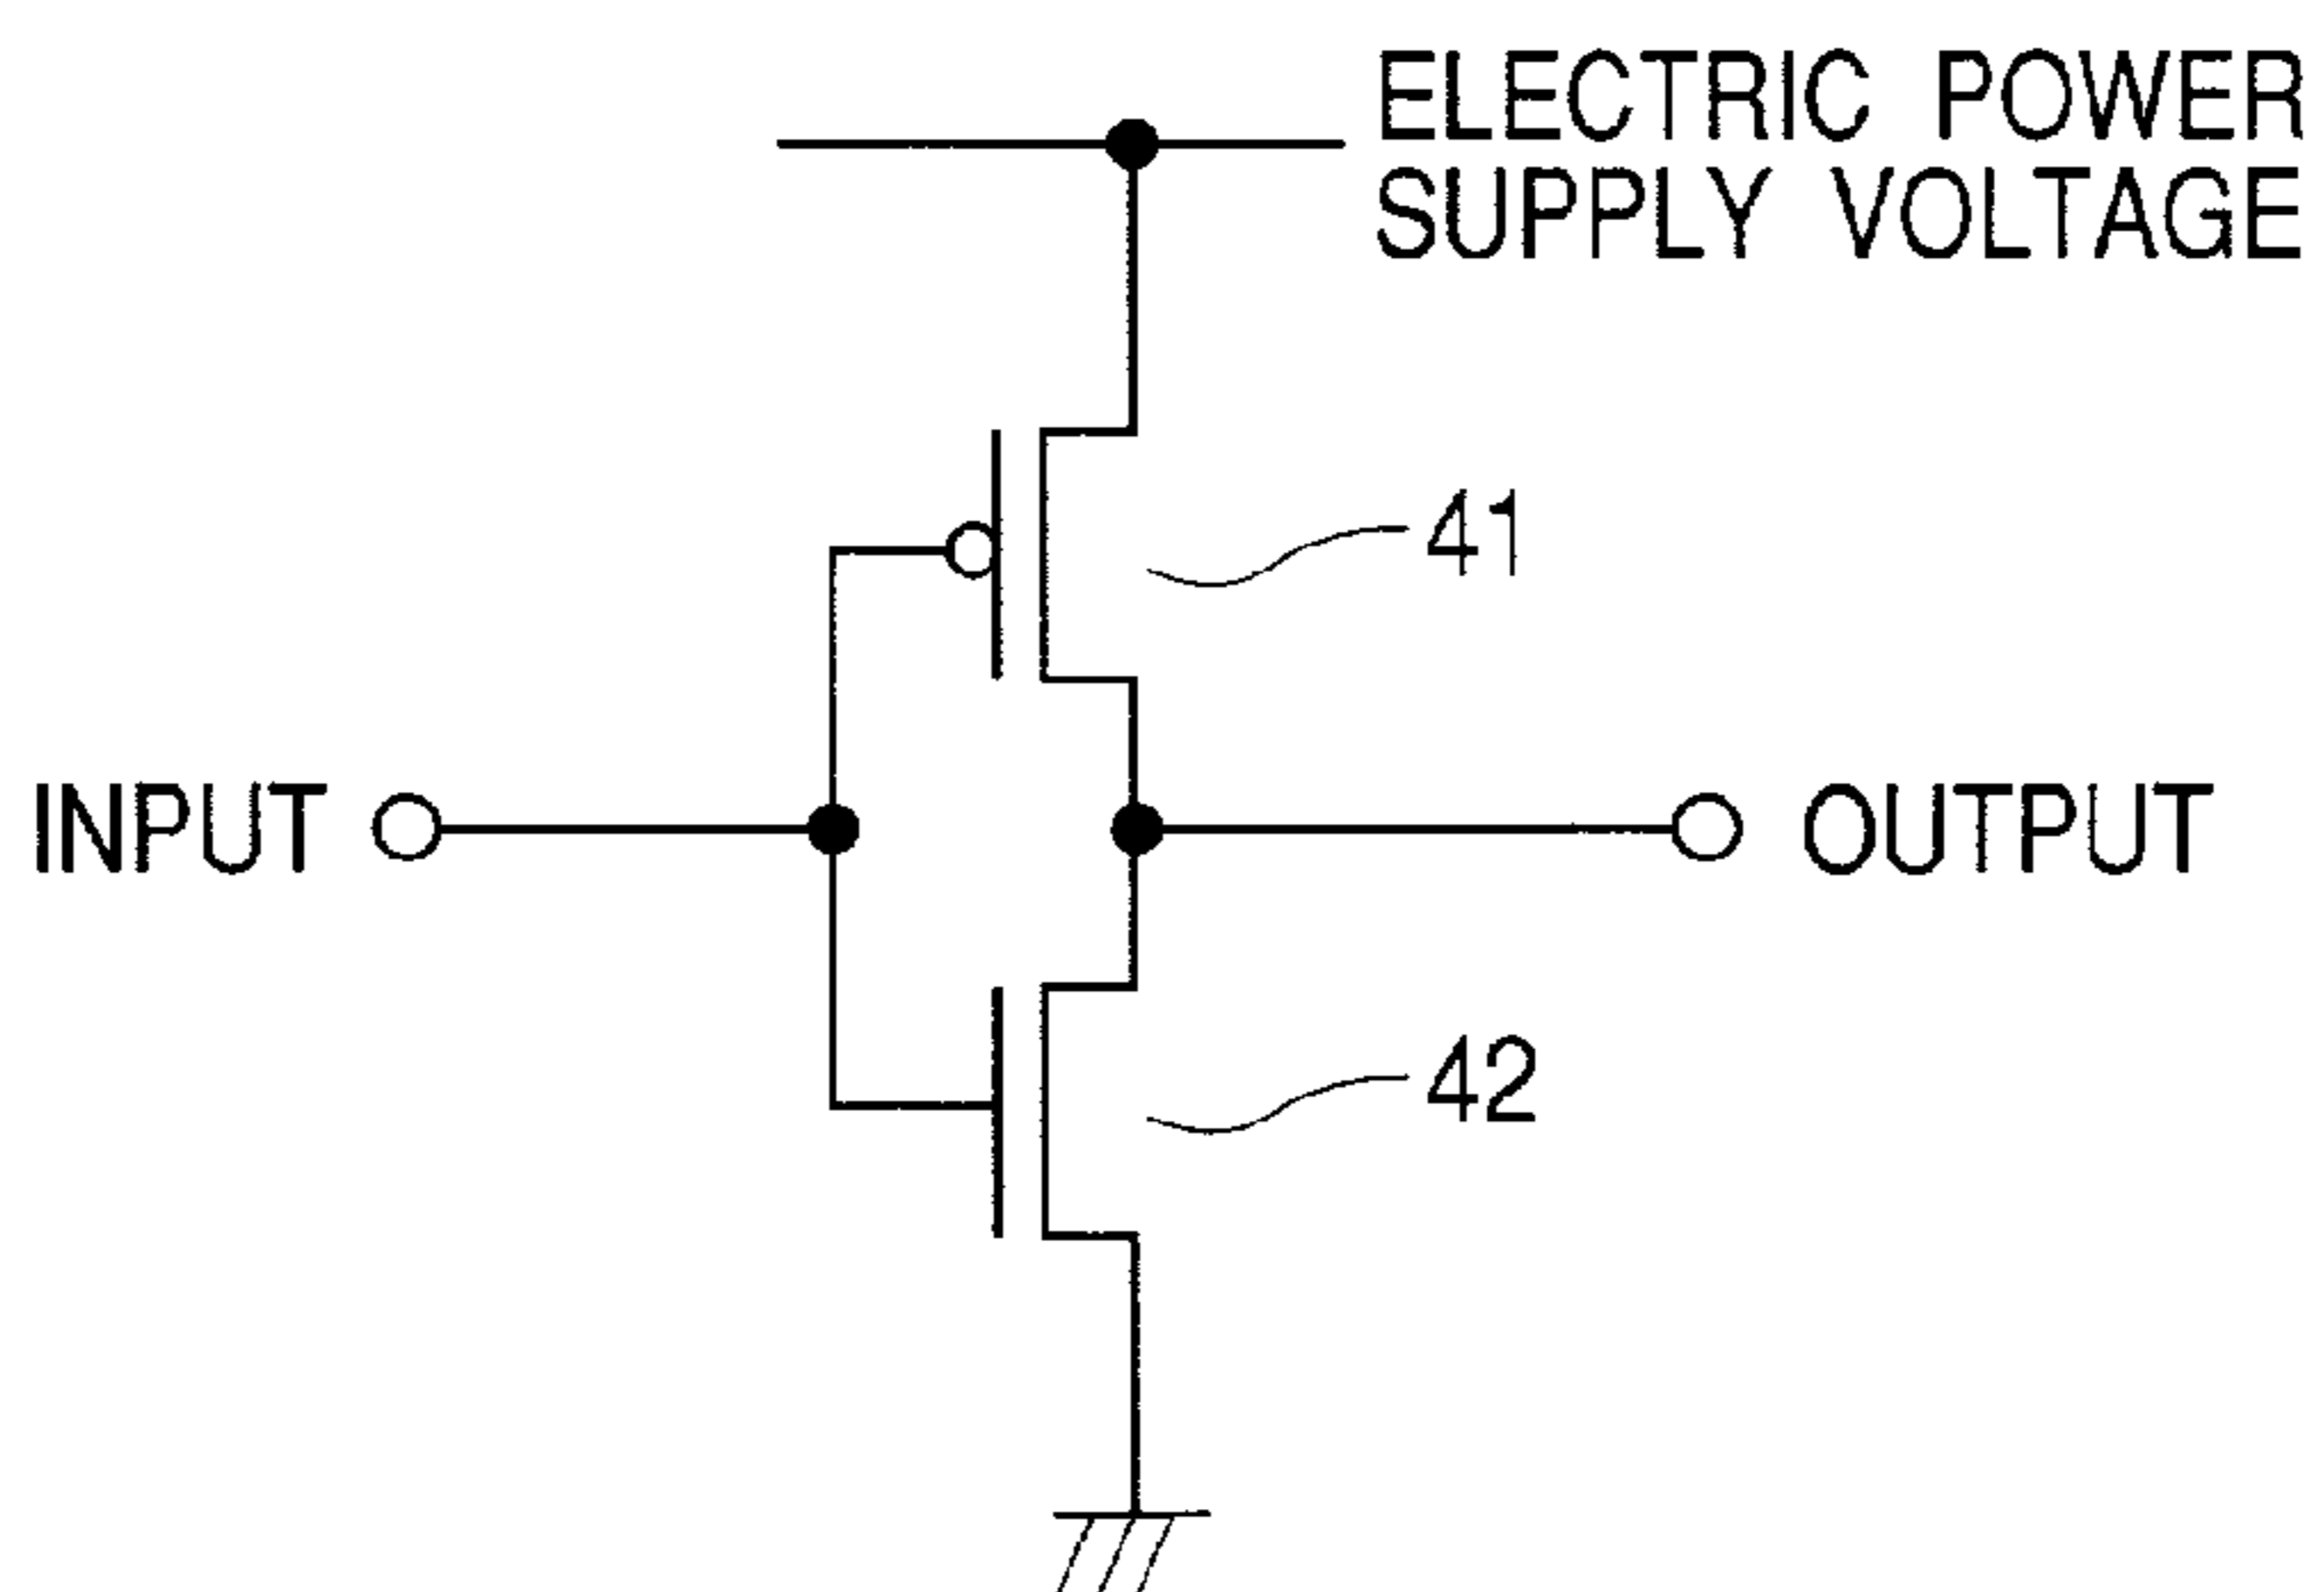 ELECTRIC POWER
SUPPLY VOLTAGE
41
INPUT
OUTPUT
42